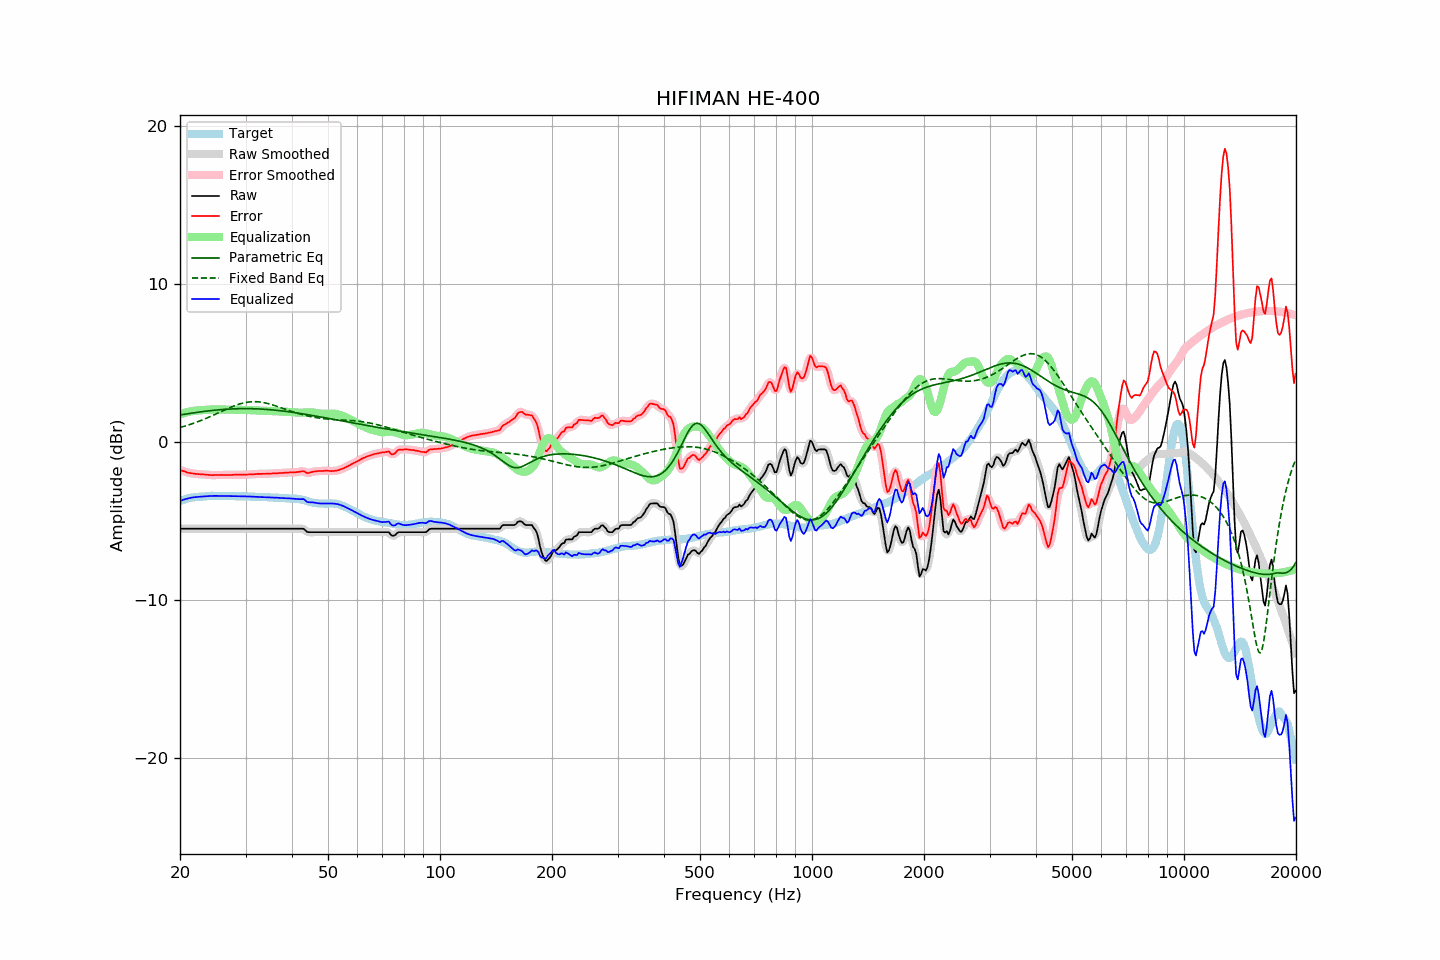 HIFIMAN HE-400
Target
Raw Smoothed
Error Smoothed
Raw
Error
Equalization
Parametric Eq
Fixed Band Eq
Equalized
20
10
0
−10
−20
Amplitude (dBr)
20 50 100 200 500 1000 2000 5000 10000 20000
Frequency (Hz)